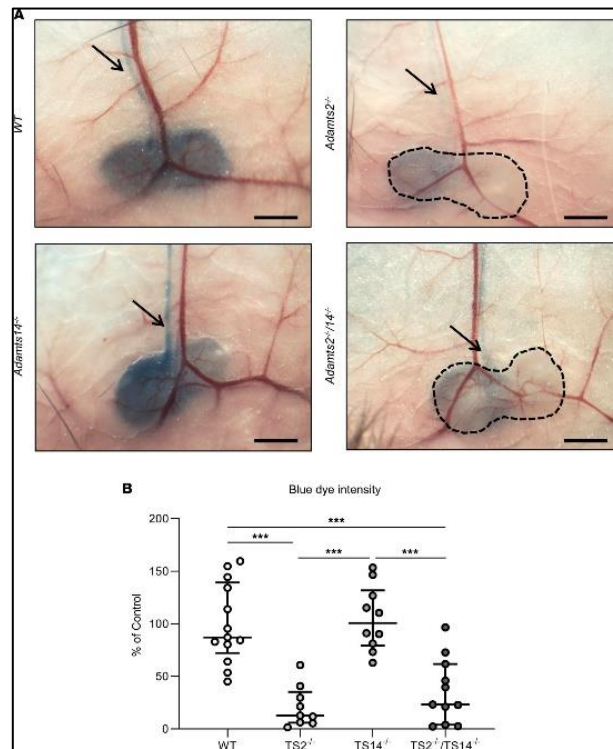 A
WT
Adamts2-/-
Adamts14-/-
Adamts2-/-/14-/-
B
Blue dye intensity
***
*** *** ***
% of Control
200
150
100
50
0
WT TS2-/- TS14-/- TS2-/-/TS14-/-